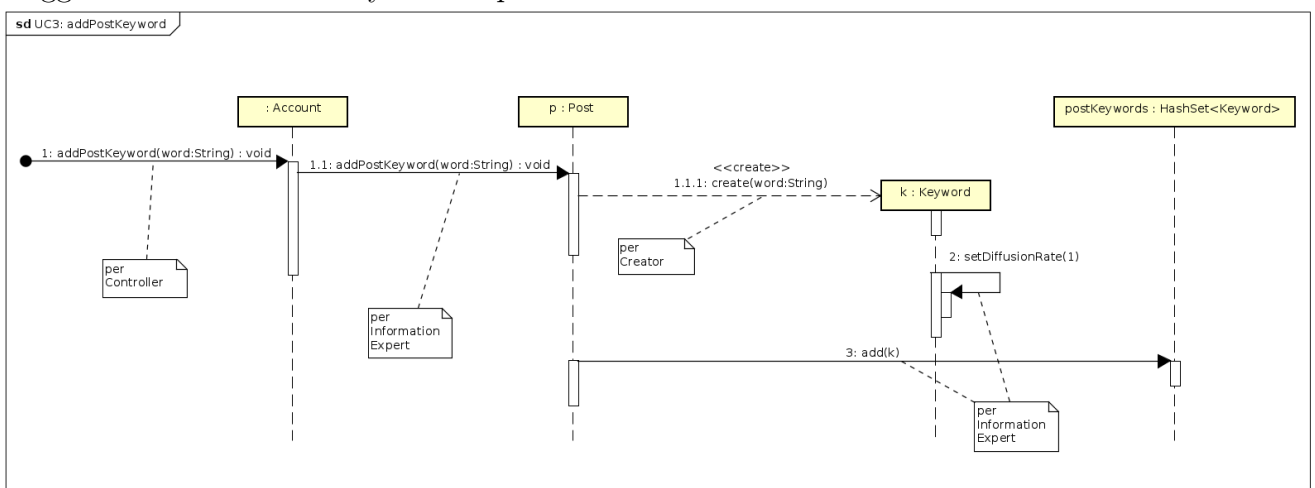 sd UC3: addPostKeyword
: Account
p : Post
postKeywords : HashSet<Keyword>
1: addPostKeyword(word:String) : void
1.1: addPostKeyword(word:String) : void
<<create>>
1.1.1: create(word:String)
k : Keyword
per
Controller
per
Creator
2: setDiffusionRate(1)
per
Information
Expert
3: add(k)
per
Information
Expert